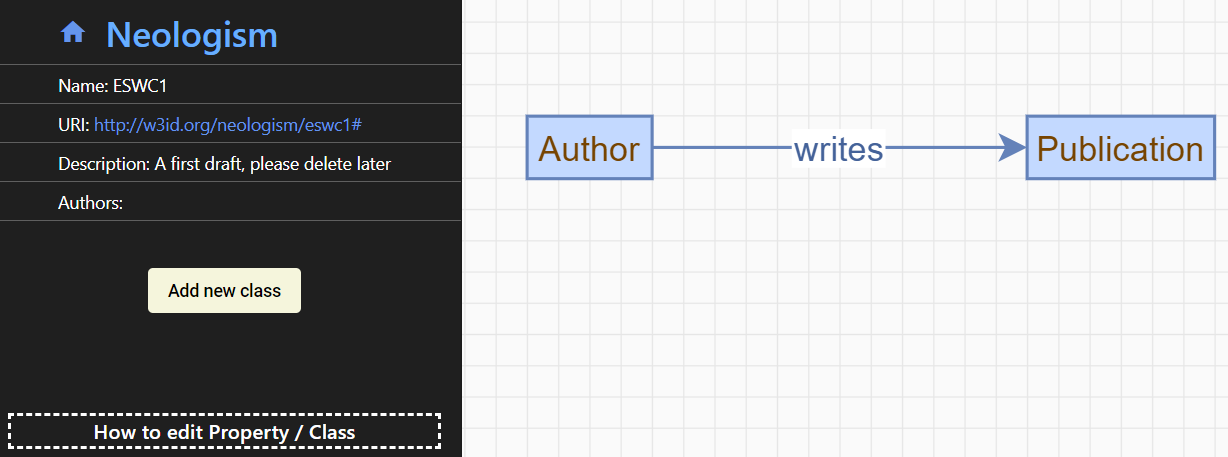 Neologism
Name: ESWC1
URI: http://w3id.org/neologism/eswc1#
Description: A first draft, please delete later
Authors:
Add new class
How to edit Property / Class
Author
writes
Publication